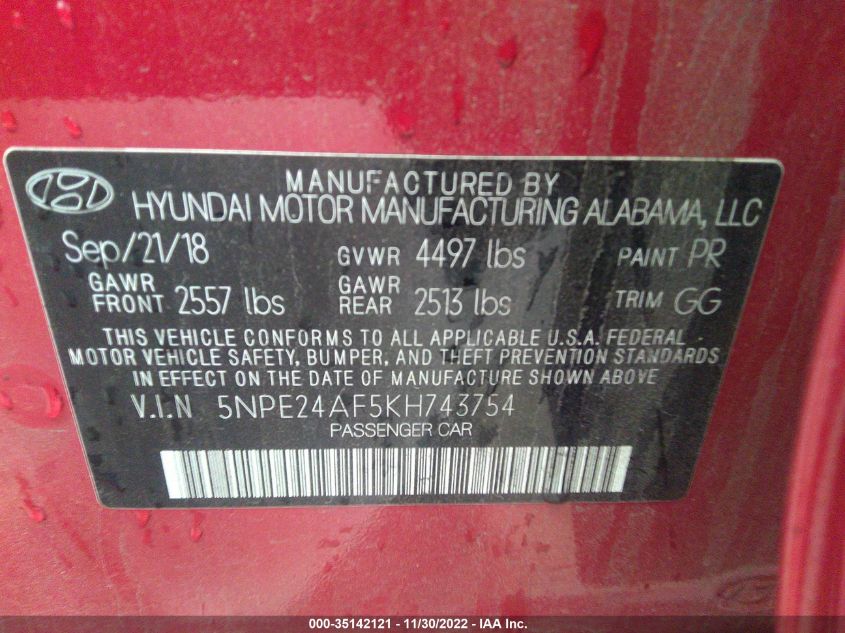 MANUFACTURED BY
HYUNDAI MOTOR MANUFACTURING ALABAMA, LLC
Sep/21/18 GVWR 4497 lbs PAINT PR
GAWR FRONT 2557 lbs GAWR REAR 2513 lbs TRIM GG
THIS VEHICLE CONFORMS TO ALL APPLICABLE U.S.A. FEDERAL
MOTOR VEHICLE SAFETY, BUMPER, AND THEFT PREVENTION STANDARDS
IN EFFECT ON THE DATE OF MANUFACTURE SHOWN ABOVE
V.I.N 5NPE24AF5KH743754
PASSENGER CAR
000-35142121 - 11/30/2022 - IAA Inc.